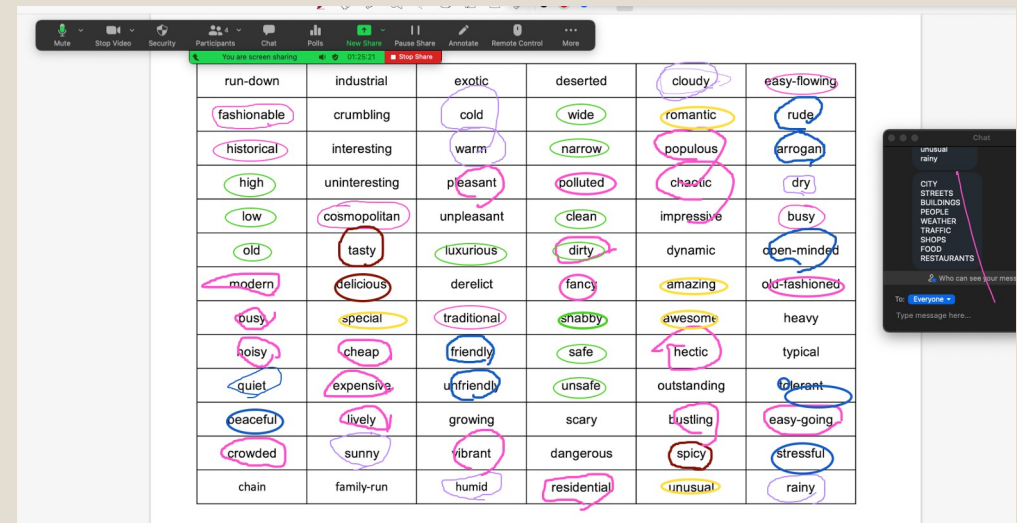 Mute Stop Video Security Participants 4 Chat Polls New Share Pause Share Annotate Remote Control More
You are screen sharing 01:25:21 Stop Share
run-down industrial exotic deserted cloudy easy-flowing
fashionable crumbling cold wide romantic rude
historical interesting warm narrow populous arrogant
high uninteresting pleasant polluted chaotic dry
low cosmopolitan unpleasant clean impressive busy
old tasty luxurious dirty dynamic open-minded
modern delicious derelict fancy amazing old-fashioned
busy special traditional shabby awesome heavy
noisy cheap friendly safe hectic typical
quiet expensive unfriendly unsafe outstanding tolerant
peaceful lively growing scary bustling easy-going
crowded sunny vibrant dangerous spicy stressful
chain family-run humid residential unusual rainy
Chat
unusual
rainy
CITY
STREETS
BUILDINGS
PEOPLE
WEATHER
TRAFFIC
SHOPS
FOOD
RESTAURANTS
Who can see your mess
To: Everyone
Type message here...